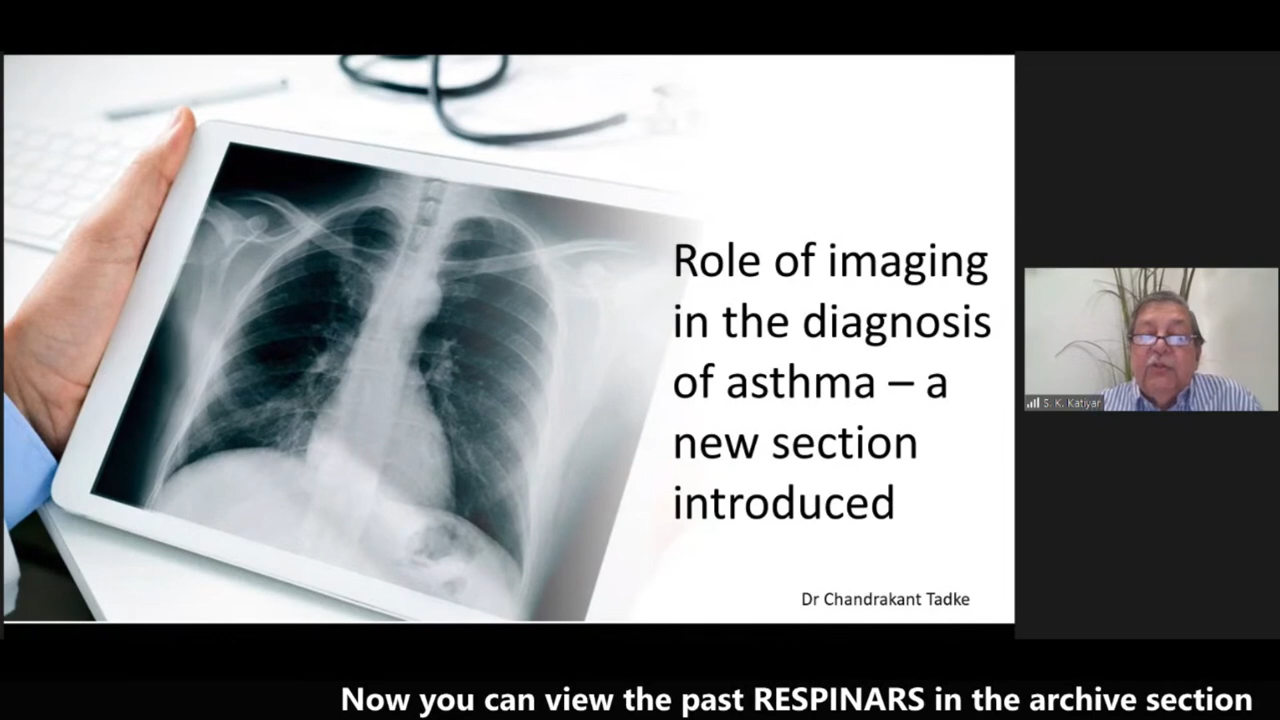 Role of imaging
in the diagnosis
of asthma – a
new section
introduced
Dr Chandrakant Tadke
S. K. Katiyar
Now you can view the past RESPINARS in the archive section